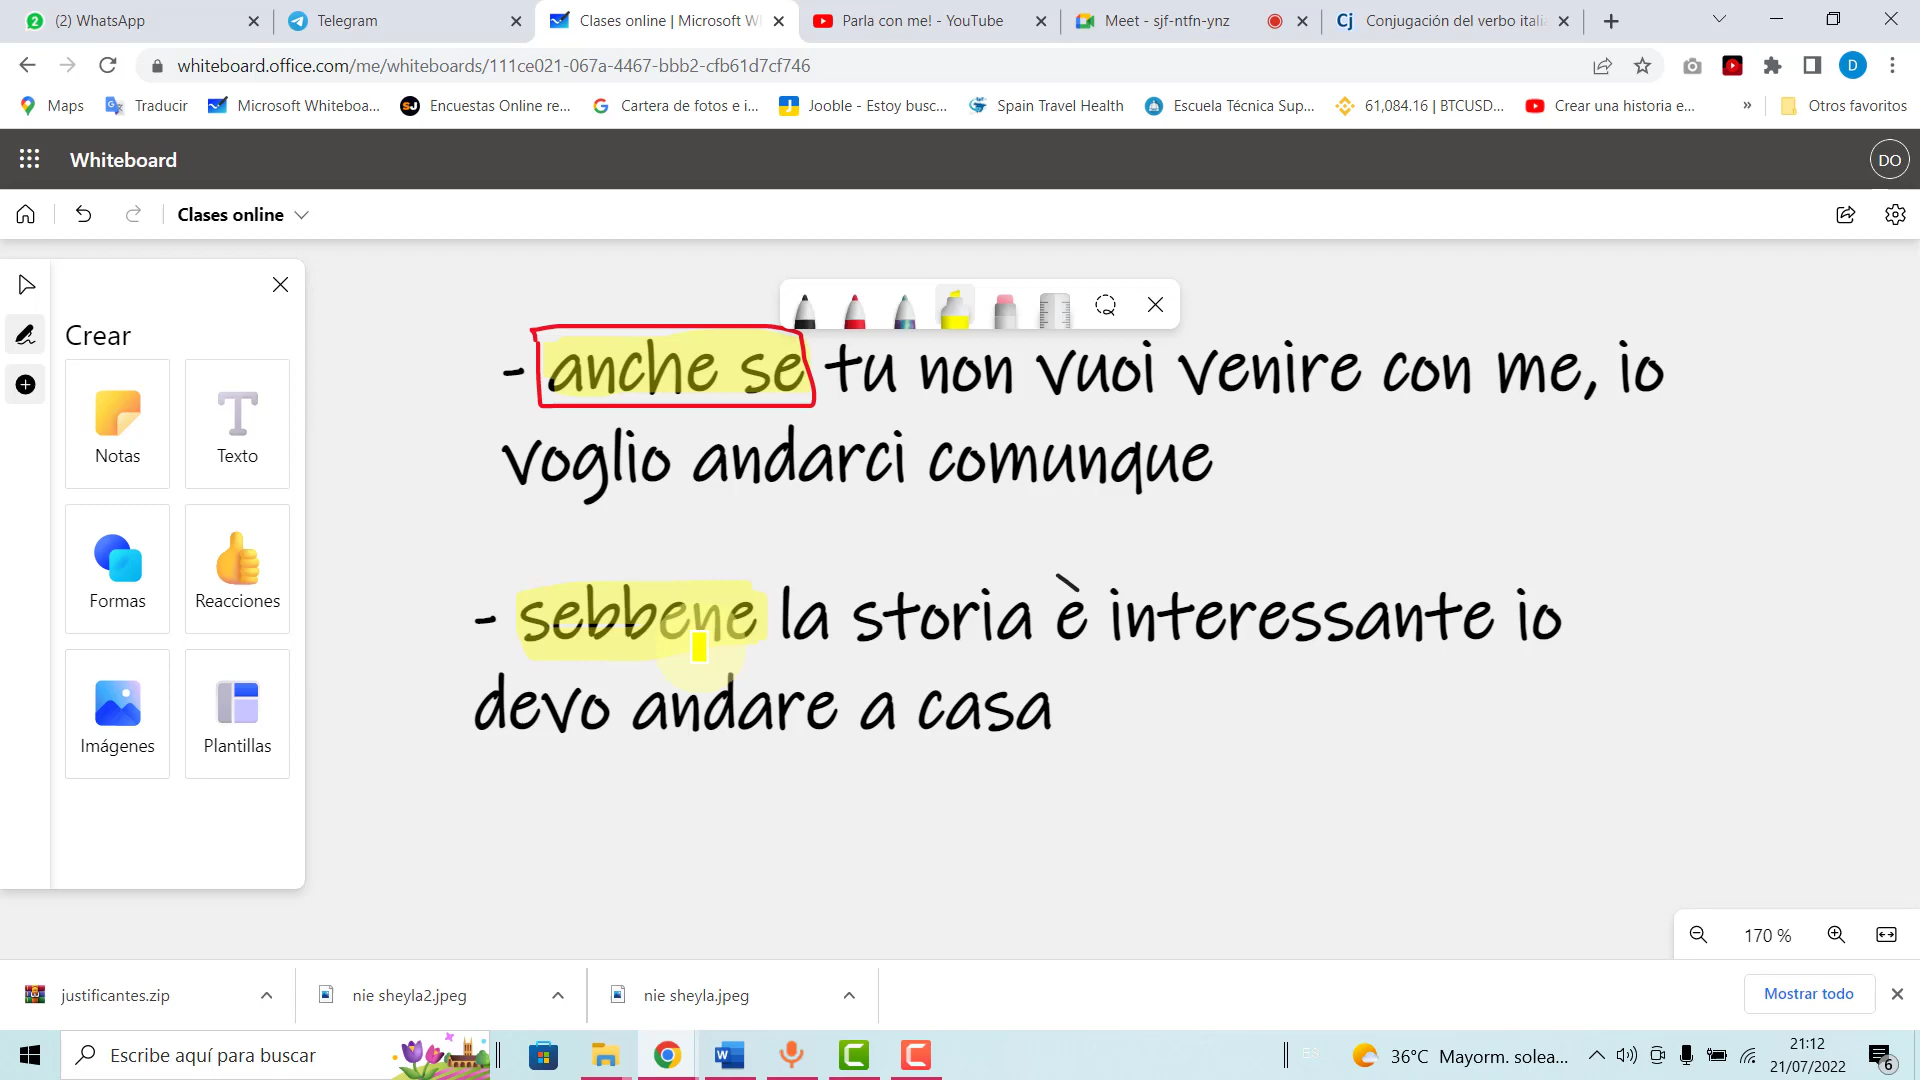 (2) WhatsApp
Telegram
Clases online | Microsoft W
Parla con me! - YouTube
Meet - sjf-ntfn-ynz
Cj Conjugación del verbo itali
whiteboard.office.com/me/whiteboards/111ce021-067a-4467-bbb2-cfb61d7cf746
D
Maps
Traducir
Microsoft Whiteboa...
Encuestas Online re...
Cartera de fotos e i...
Jooble - Estoy busc...
Spain Travel Health
Escuela Técnica Sup...
61,084.16 | BTCUSD...
Crear una historia e...
»
Otros favoritos
Whiteboard
DO
Clases online
Crear
Notas
Texto
Formas
Reacciones
Imágenes
Plantillas
- anche se tu non vuoi venire con me, io
voglio andarci comunque
- sebbene la storia è interessante io
devo andare a casa
170 %
justificantes.zip
nie sheyla2.jpeg
nie sheyla.jpeg
Mostrar todo
Escribe aquí para buscar
36°C Mayorm. solea...
21:12
21/07/2022
6